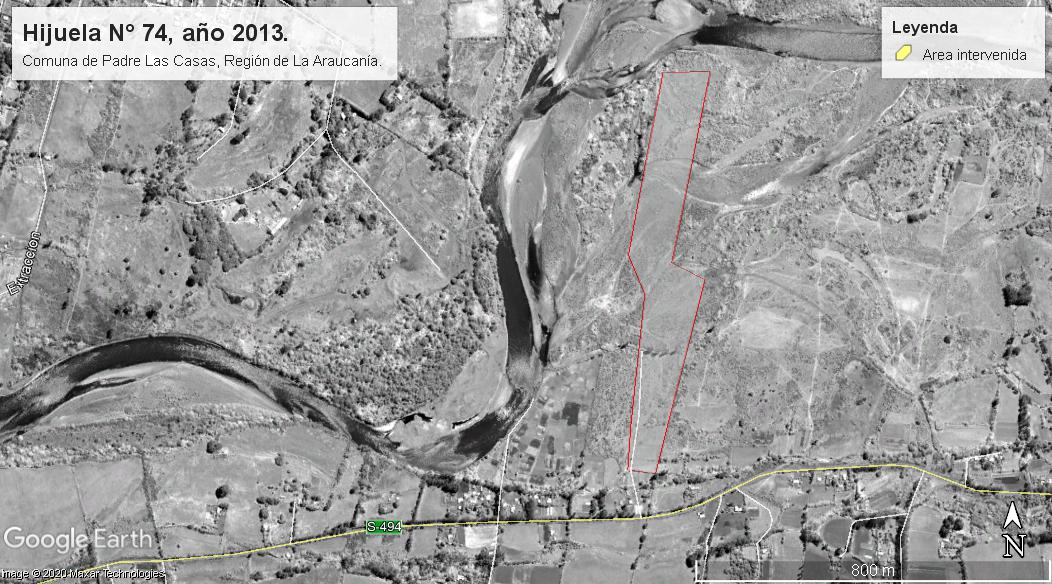 Hijuela Nº 74, año 2013.
Comuna de Padre Las Casas, Región de La Araucanía.
Leyenda
Area intervenida
Extracción
S-494
Google Earth
Image © 2020 Maxar Technologies
800 m
N